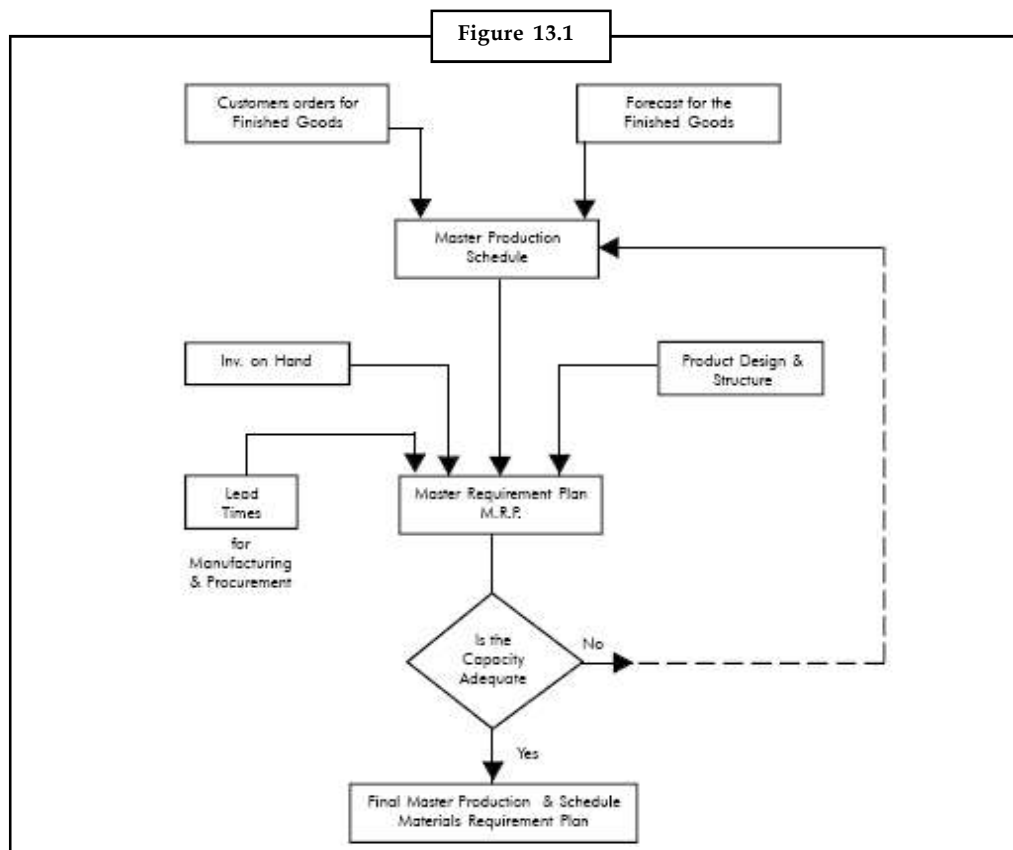 Figure 13.1
Customers orders for
Finished Goods
Forecast for the
Finished Goods
Master Production
Schedule
Inv. on Hand
Product Design &
Structure
Lead
Times
for
Manufacturing
& Procurement
Master Requirement Plan
M.R.P.
Is the
Capacity
Adequate
No
Yes
Final Master Production & Schedule
Materials Requirement Plan